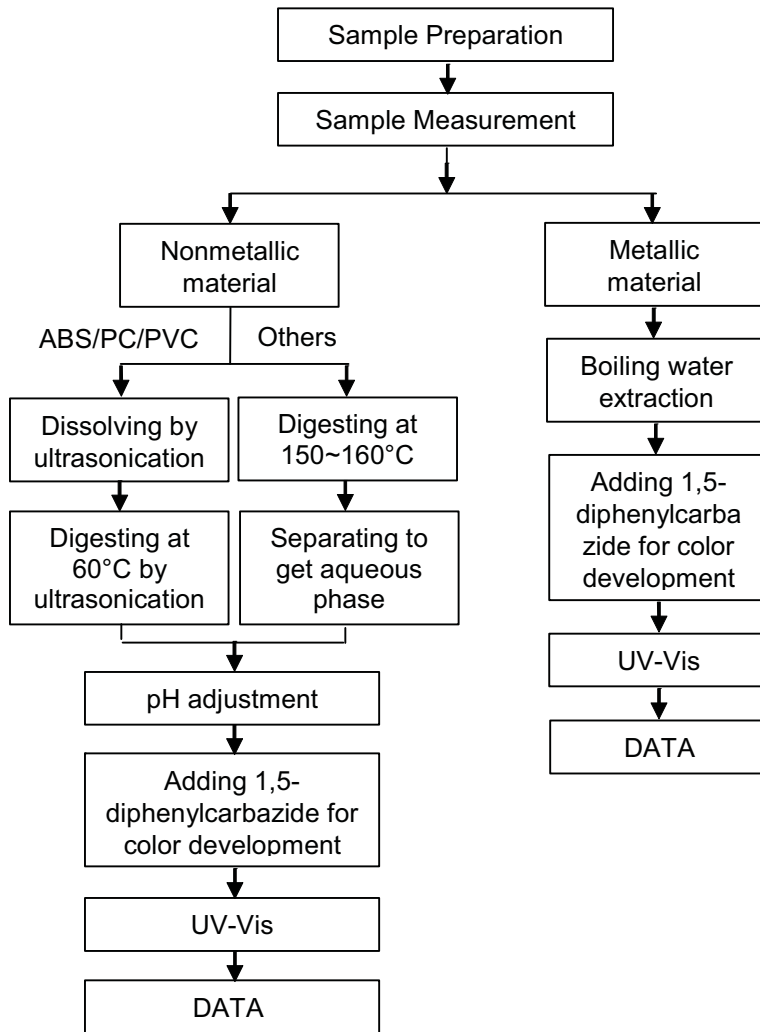 Sample Preparation
Sample Measurement
Nonmetallic
material
ABS/PC/PVC
Others
Dissolving by
ultrasonication
Digesting at
60°C by
ultrasonication
Digesting at
150~160°C
Separating to
get aqueous
phase
pH adjustment
Adding 1,5-
diphenylcarbazide for
color development
UV-Vis
DATA
Metallic
material
Boiling water
extraction
Adding 1,5-
diphenylcarba
zide for color
development
UV-Vis
DATA